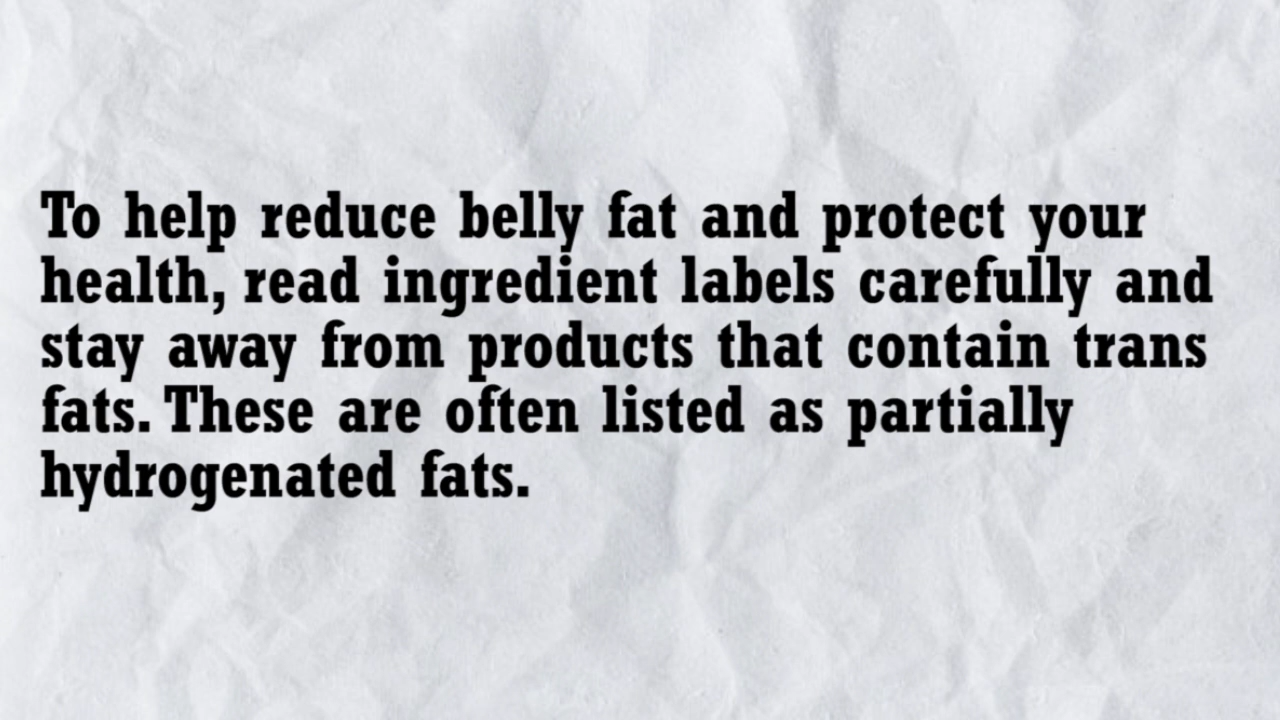 To help reduce belly fat and protect your
health, read ingredient labels carefully and
stay away from products that contain trans
fats. These are often listed as partially
hydrogenated fats.